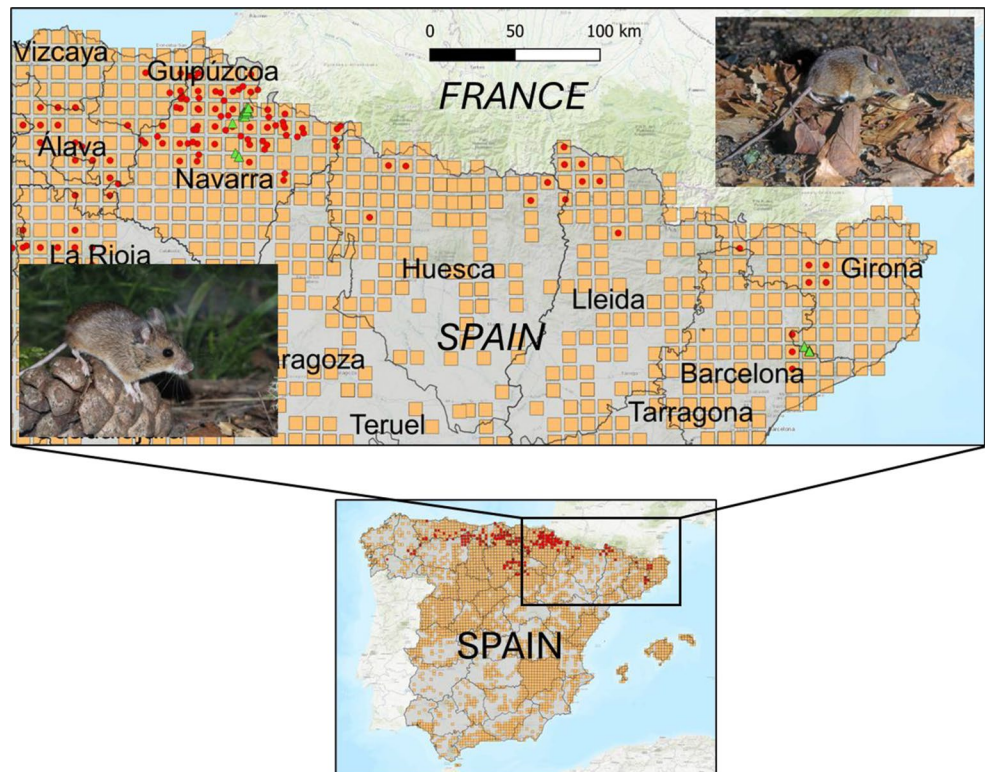 0 50 100 km
FRANCE
Vizcaya
Guipúzcoa
Álava
Navarra
La Rioja
Huesca
Girona
Lleida
SPAIN
ragoza
Barcelona
Tarragona
Teruel
Barcelona
SPAIN